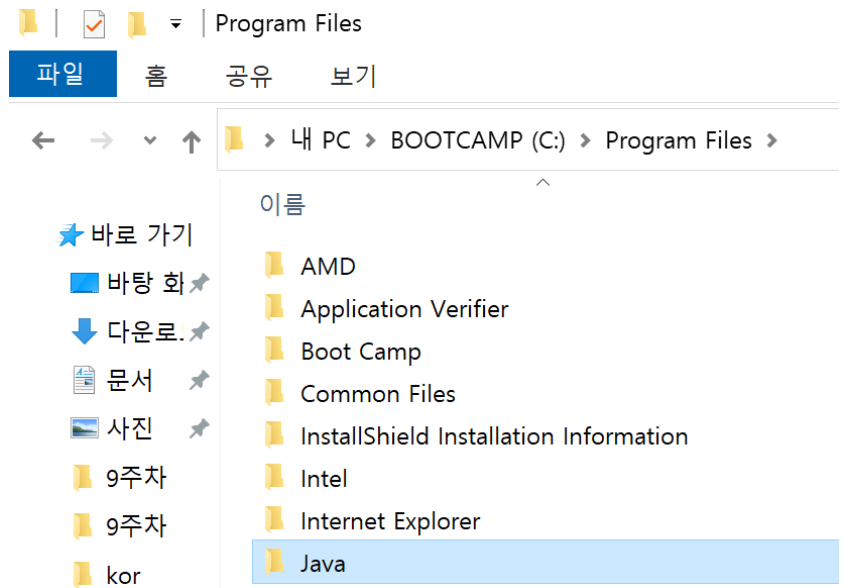 Program Files
파일 홈 공유 보기
내 PC > BOOTCAMP (C:) > Program Files >
이름
바로 가기
바탕 화
다운로.
문서
사진
9주차
9주차
kor
AMD
Application Verifier
Boot Camp
Common Files
InstallShield Installation Information
Intel
Internet Explorer
Java